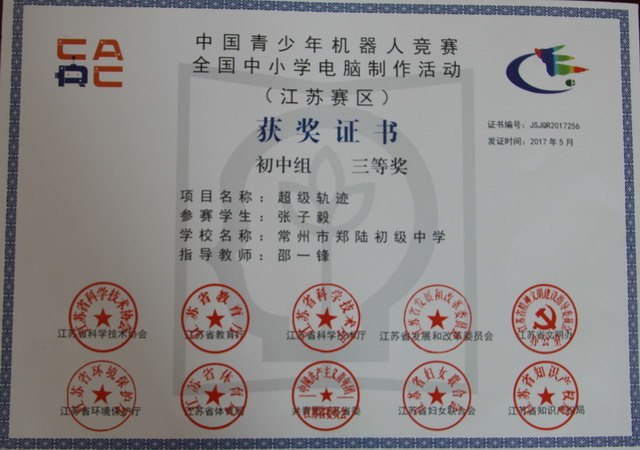 CA
RC
中国青少年机器人竞赛
全国中小学电脑制作活动
（江苏赛区）
获奖证书
证书编号：JSJQR2017256
发证时间：2017年5月
初中组 三等奖
项目名称：超级轨迹
参赛学生：张子毅
学校名称：常州市郑陆初级中学
指导教师：邵一锋
江苏省科学技术协会 江苏省教育厅 江苏省科学技术厅 江苏省发展和改革委员会 江苏省文明办
江苏省环境保护厅 江苏省体育局 共青团江苏省委 江苏省妇女联合会 江苏省知识产权局